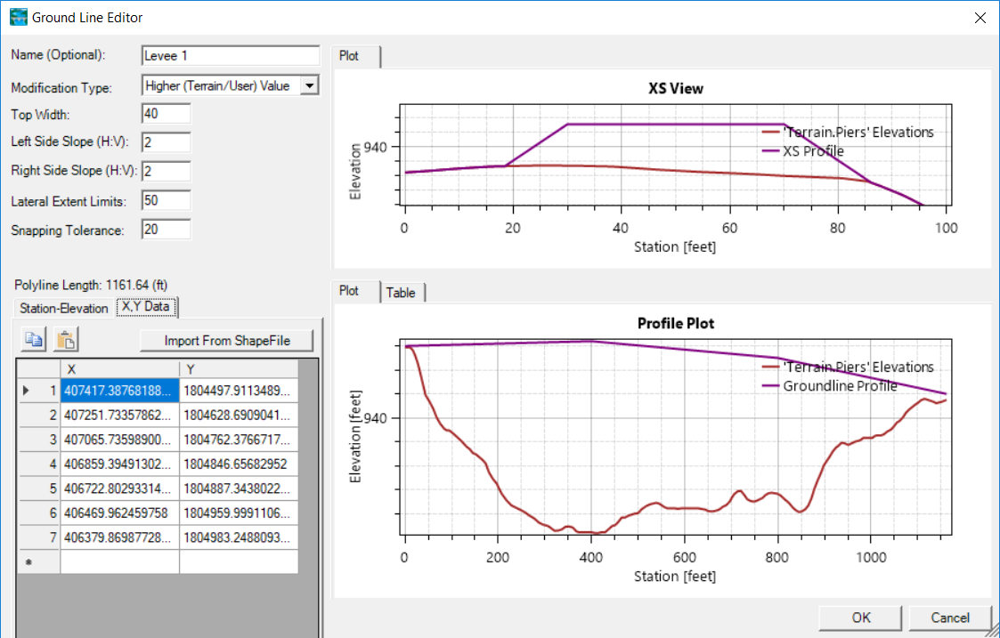 Ground Line Editor
Name (Optional): Levee 1
Modification Type: Higher (Terrain/User) Value
Top Width: 40
Left Side Slope (H:V): 2
Right Side Slope (H:V): 2
Lateral Extent Limits: 50
Snapping Tolerance: 20
Polyline Length: 1161.64 (ft)
Station-Elevation X,Y Data
Import From ShapeFile
X Y
1 407417.38768188... 1804497.9113489...
2 407251.73357862... 1804628.6909041...
3 407065.73598900... 1804762.3766717...
4 406859.39491302... 1804846.65682952
5 406722.80293314... 1804887.3438022...
6 406469.962459758 1804959.9991106...
7 406379.86987728... 1804983.2488093...
Plot
XS View
Elevation
940
'Terrain.Piers' Elevations
XS Profile
0 20 40 60 80 100
Station [feet]
Plot Table
Profile Plot
Elevation [feet]
940
'Terrain.Piers' Elevations
Groundline Profile
0 200 400 600 800 1000
Station [feet]
OK Cancel